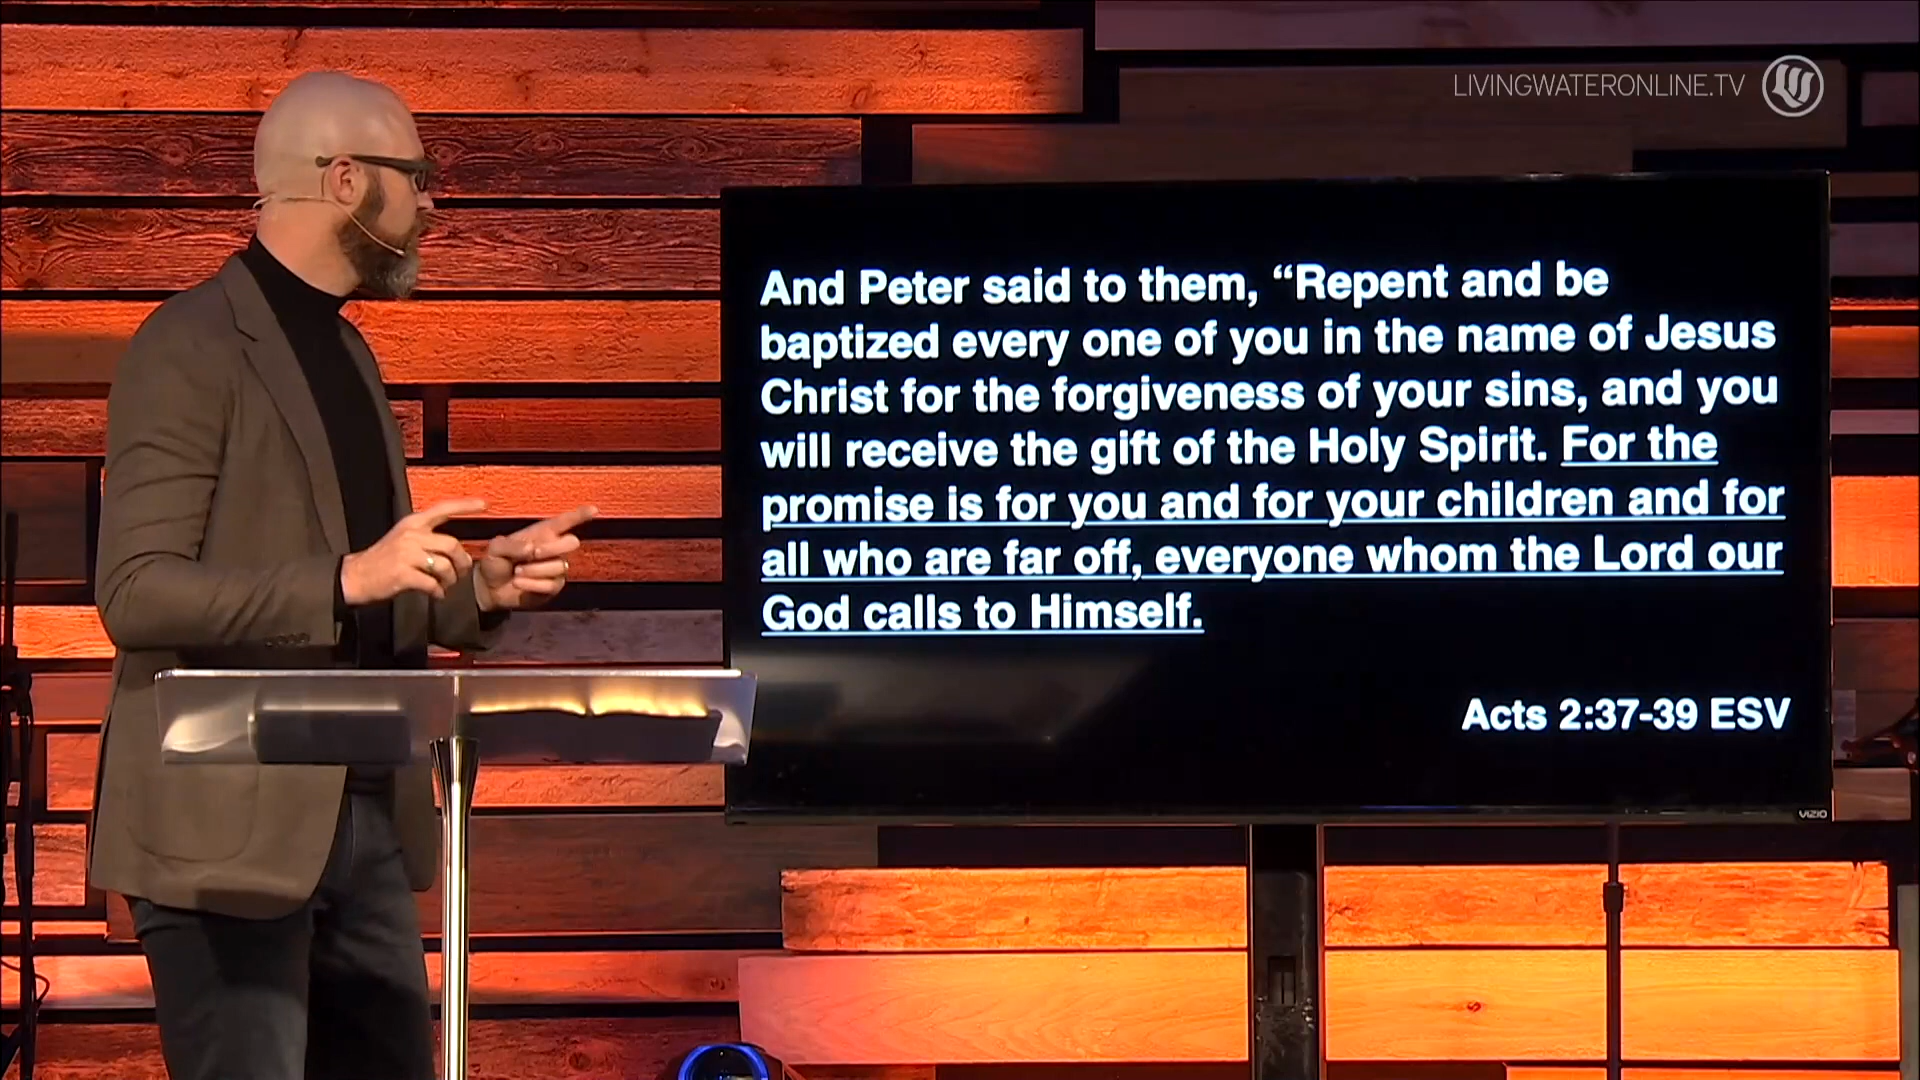 LIVINGWATERONLINE.TV
And Peter said to them, “Repent and be
baptized every one of you in the name of Jesus
Christ for the forgiveness of your sins, and you
will receive the gift of the Holy Spirit. For the
promise is for you and for your children and for
all who are far off, everyone whom the Lord our
God calls to Himself.
Acts 2:37-39 ESV
VIZIO